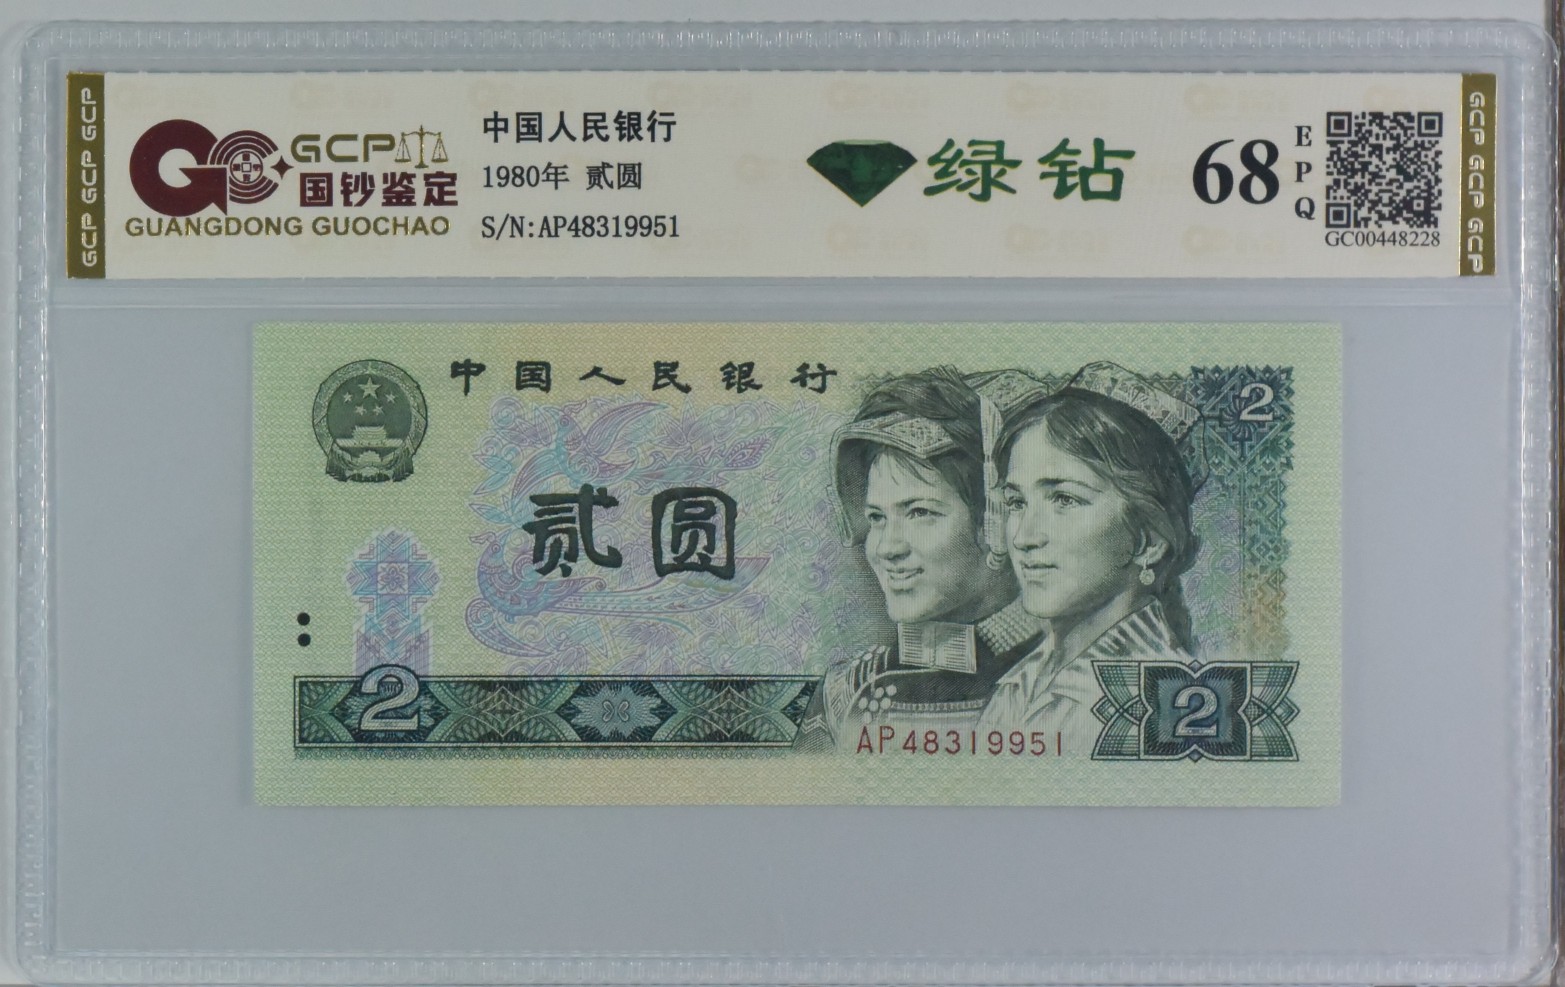 GCP GCP GCP
GCP
国钞鉴定
GUANGDONG GUOCHAO
中国人民银行
1980年 贰圆
S/N:AP48319951
绿钻
68
EPQ
GC00448228
GCP GCP GCP
中国人民银行
2
贰圆
2
AP48319951
2